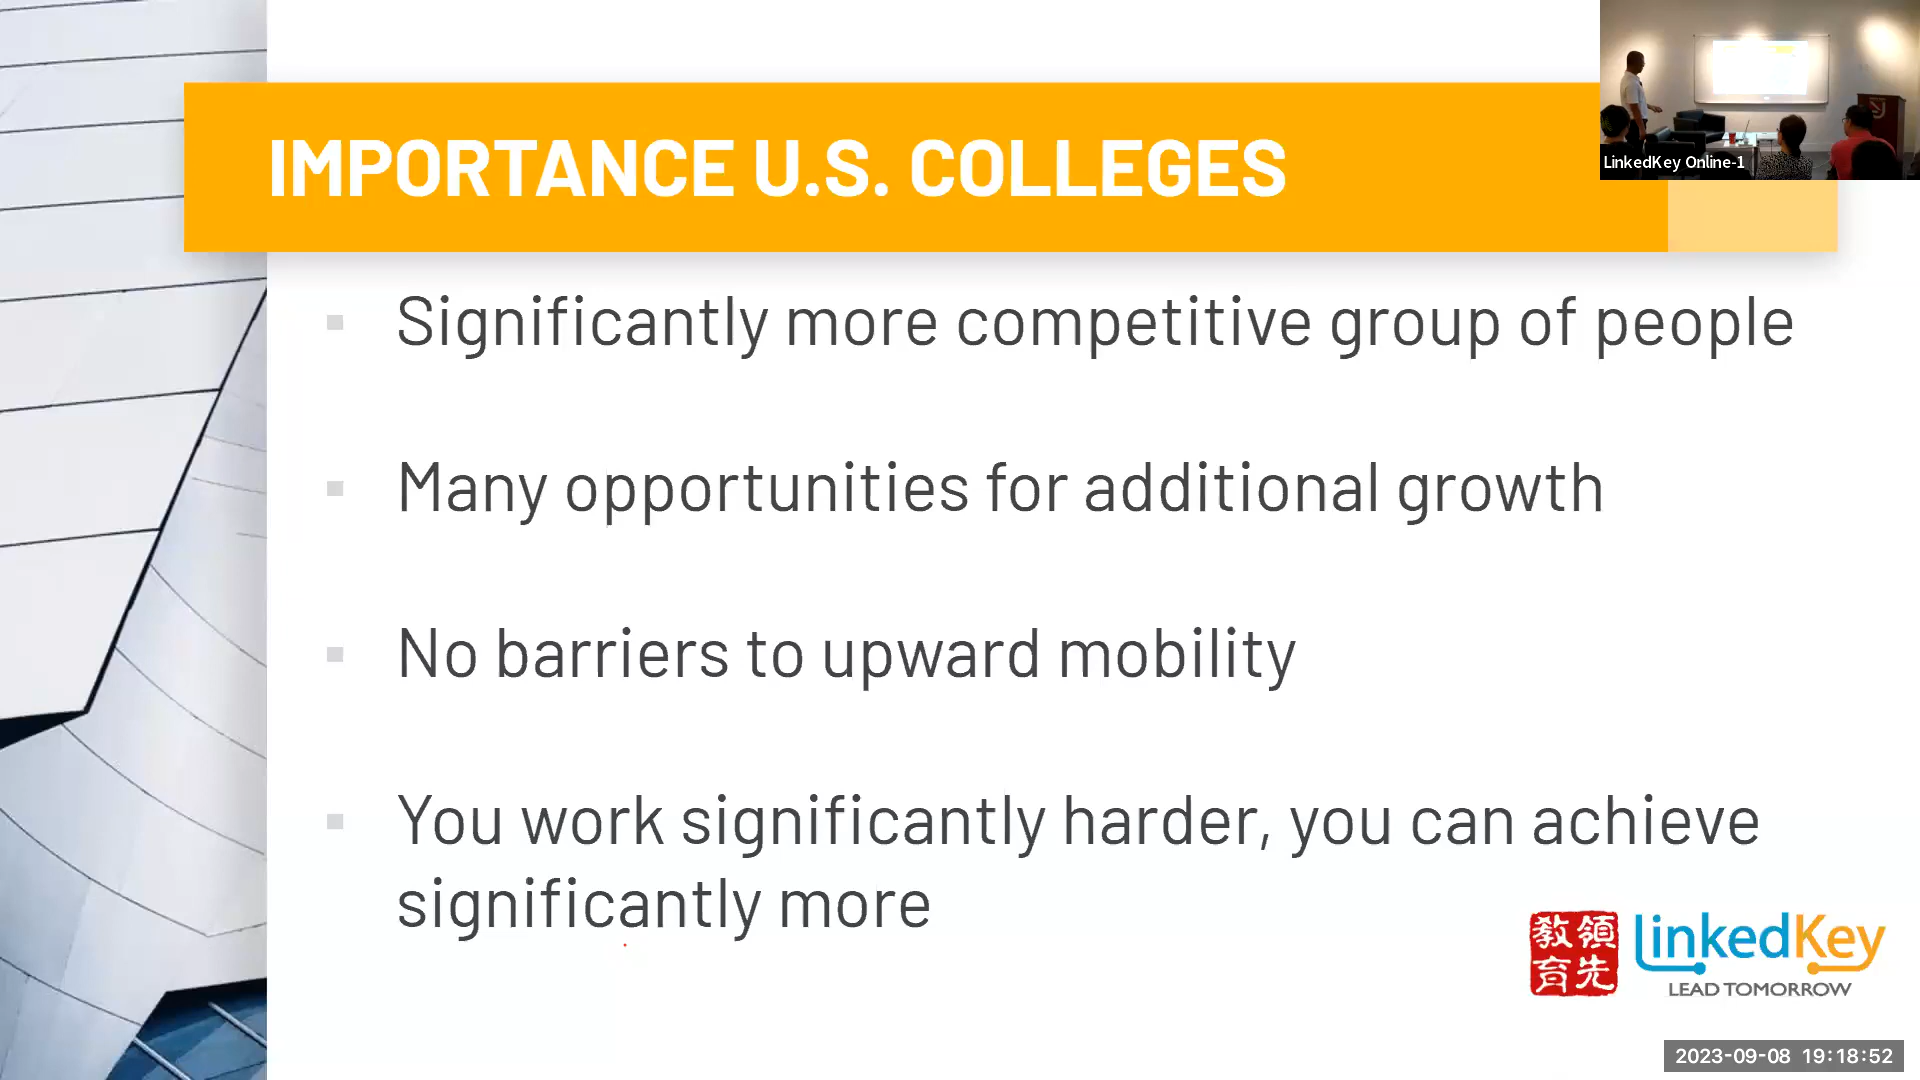 IMPORTANCE U.S. COLLEGES
LinkedKey Online-1
Significantly more competitive group of people
Many opportunities for additional growth
No barriers to upward mobility
You work significantly harder, you can achieve
significantly more
領先教育
LinkedKey
LEAD TOMORROW
2023-09-08 19:18:52